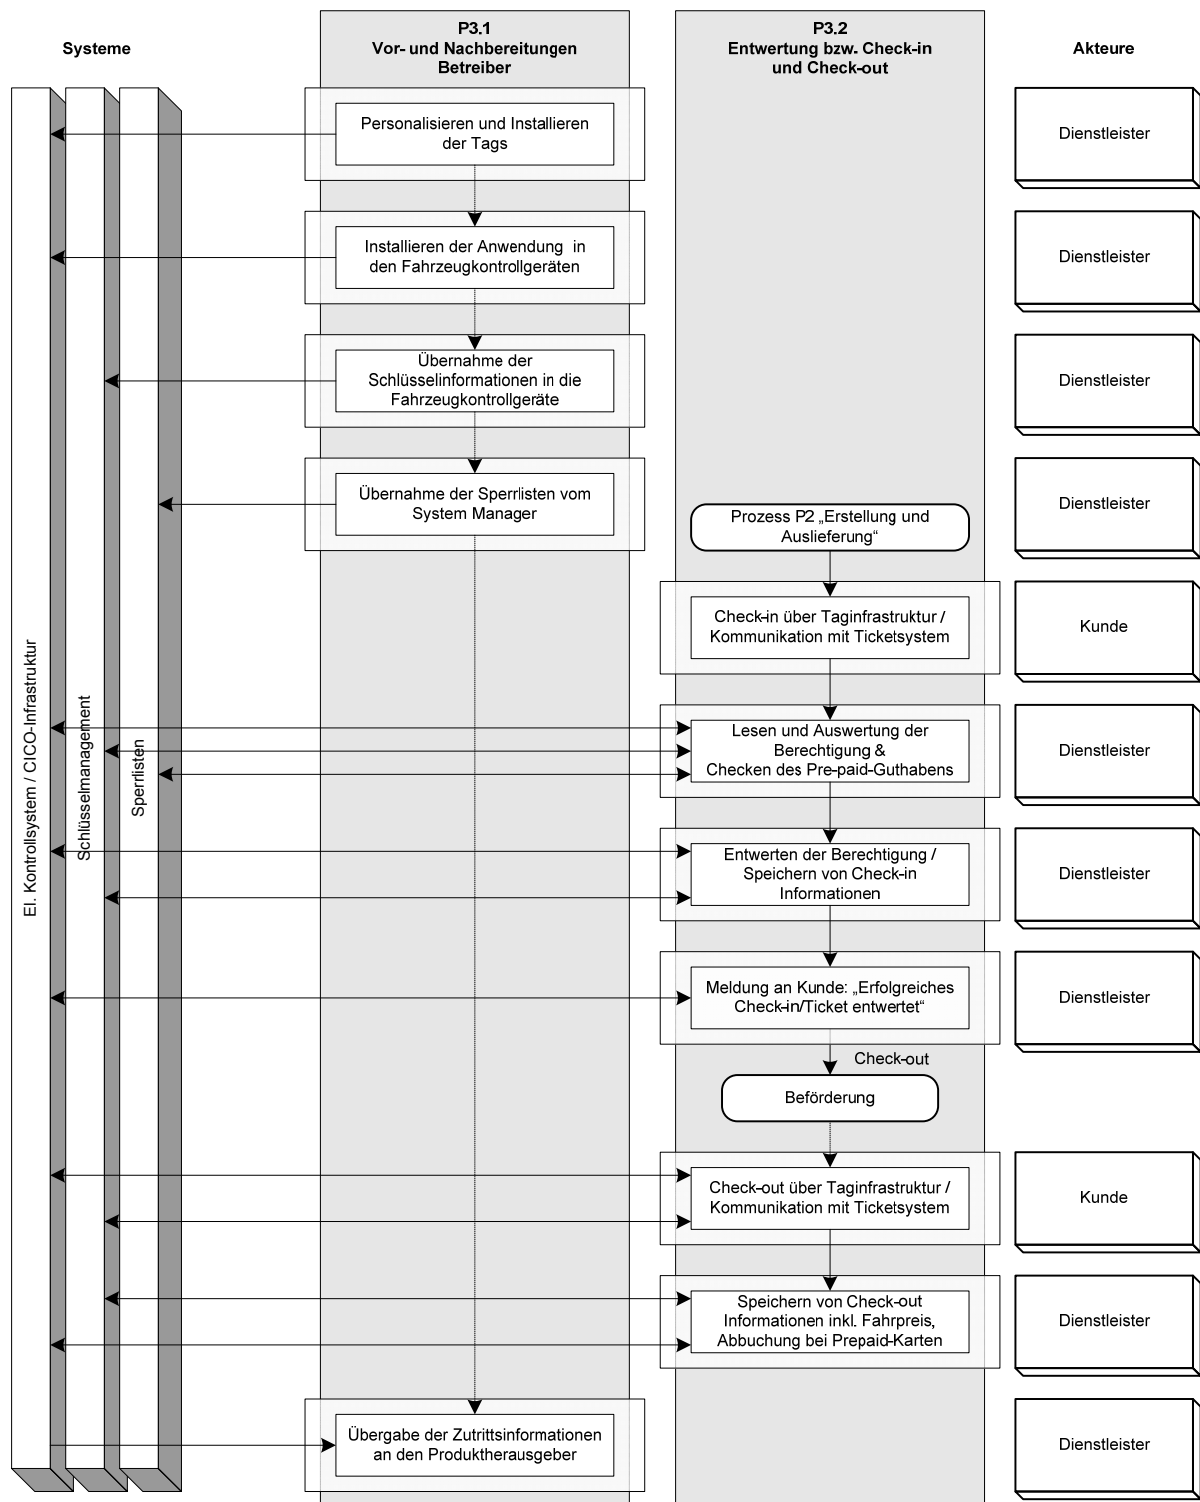 Systeme
P3.1
Vor- und Nachbereitungen
Betreiber
P3.2
Entwertung bzw. Check-in
und Check-out
Akteure
Personalisieren und Installieren
der Tags
Dienstleister
Installieren der Anwendung in
den Fahrzeugkontrollgeräten
Dienstleister
Übernahme der
Schlüsselinformationen in die
Fahrzeugkontrollgeräte
Dienstleister
Übernahme der Sperrlisten vom
System Manager
Dienstleister
Prozess P2 „Erstellung und
Auslieferung“
Check-in über Taginfrastruktur /
Kommunikation mit Ticketsystem
Kunde
El. Kontrollsystem / CICO-Infrastruktur
Schlüsselmanagement
Sperrlisten
Lesen und Auswertung der
Berechtigung &
Checken des Pre-paid-Guthabens
Dienstleister
Entwerten der Berechtigung /
Speichern von Check-in
Informationen
Dienstleister
Meldung an Kunde: „Erfolgreiches
Check-in/Ticket entwertet“
Dienstleister
Check-out
Beförderung
Check-out über Taginfrastruktur /
Kommunikation mit Ticketsystem
Kunde
Speichern von Check-out
Informationen inkl. Fahrpreis,
Abbuchung bei Prepaid-Karten
Dienstleister
Übergabe der Zutrittsinformationen
an den Produktherausgeber
Dienstleister